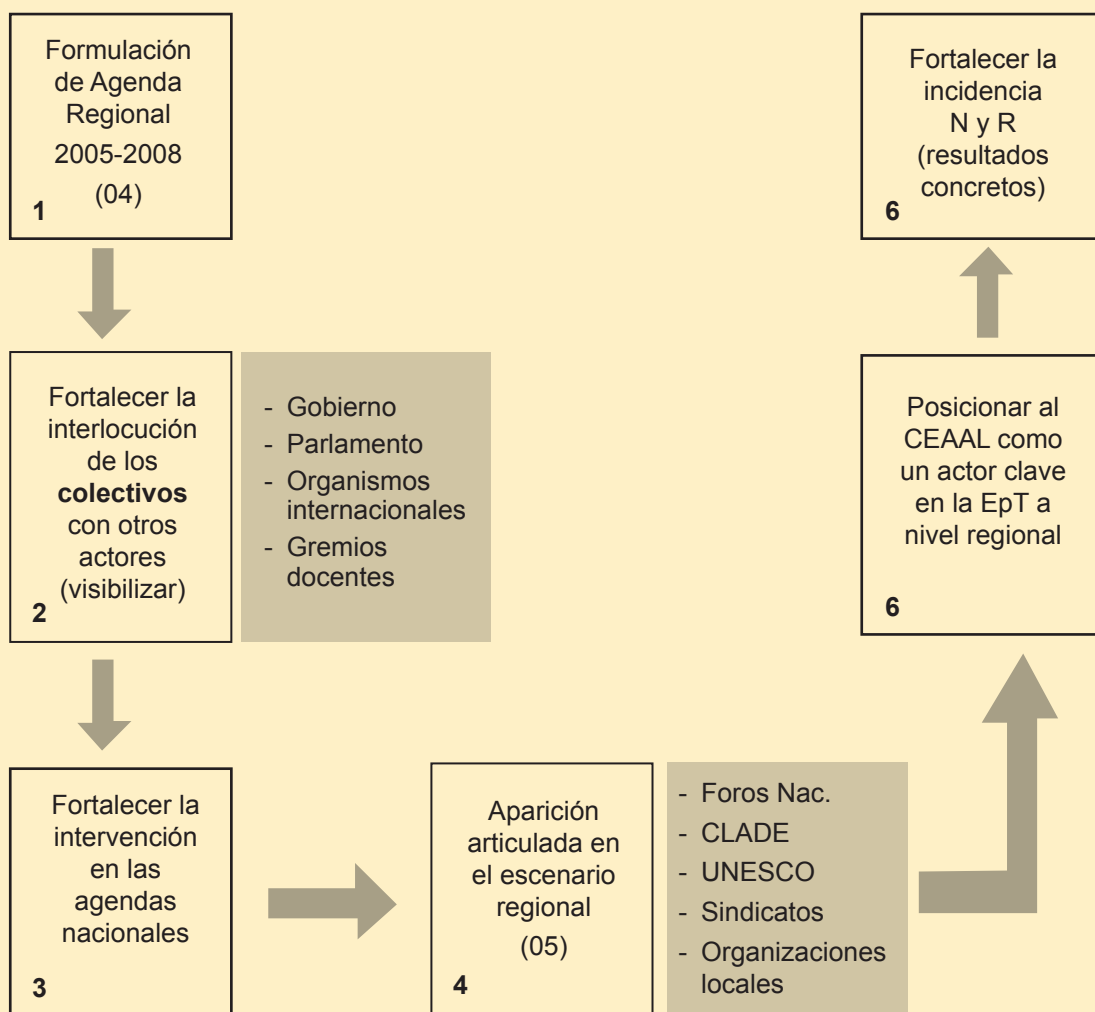 Formulación
de Agenda
Regional
2005-2008
(04)
1
Fortalecer la
interlocución
de los
colectivos
con otros
actores
(visibilizar)
2
- Gobierno
- Parlamento
- Organismos
internacionales
- Gremios
docentes
Fortalecer la
intervención
en las
agendas
nacionales
3
Aparición
articulada en
el escenario
regional
(05)
4
- Foros Nac.
- CLADE
- UNESCO
- Sindicatos
- Organizaciones
locales
Posicionar al
CEAAL como
un actor clave
en la EpT a
nivel regional
6
Fortalecer la
incidencia
N y R
(resultados
concretos)
6